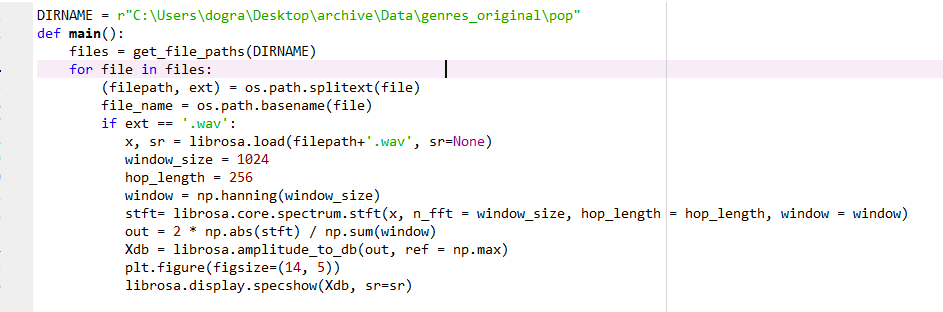 DIRNAME = r"C:\Users\dogra\Desktop\archive\Data\genres_original\pop"
def main():
    files = get_file_paths(DIRNAME)
    for file in files:
        (filepath, ext) = os.path.splitext(file)
        file_name = os.path.basename(file)
        if ext == '.wav':
           x, sr = librosa.load(filepath+'.wav', sr=None)
           window_size = 1024
           hop_length = 256
           window = np.hanning(window_size)
           stft= librosa.core.spectrum.stft(x, n_fft = window_size, hop_length = hop_length, window = window)
           out = 2 * np.abs(stft) / np.sum(window)
           Xdb = librosa.amplitude_to_db(out, ref = np.max)
           plt.figure(figsize=(14, 5))
           librosa.display.specshow(Xdb, sr=sr)